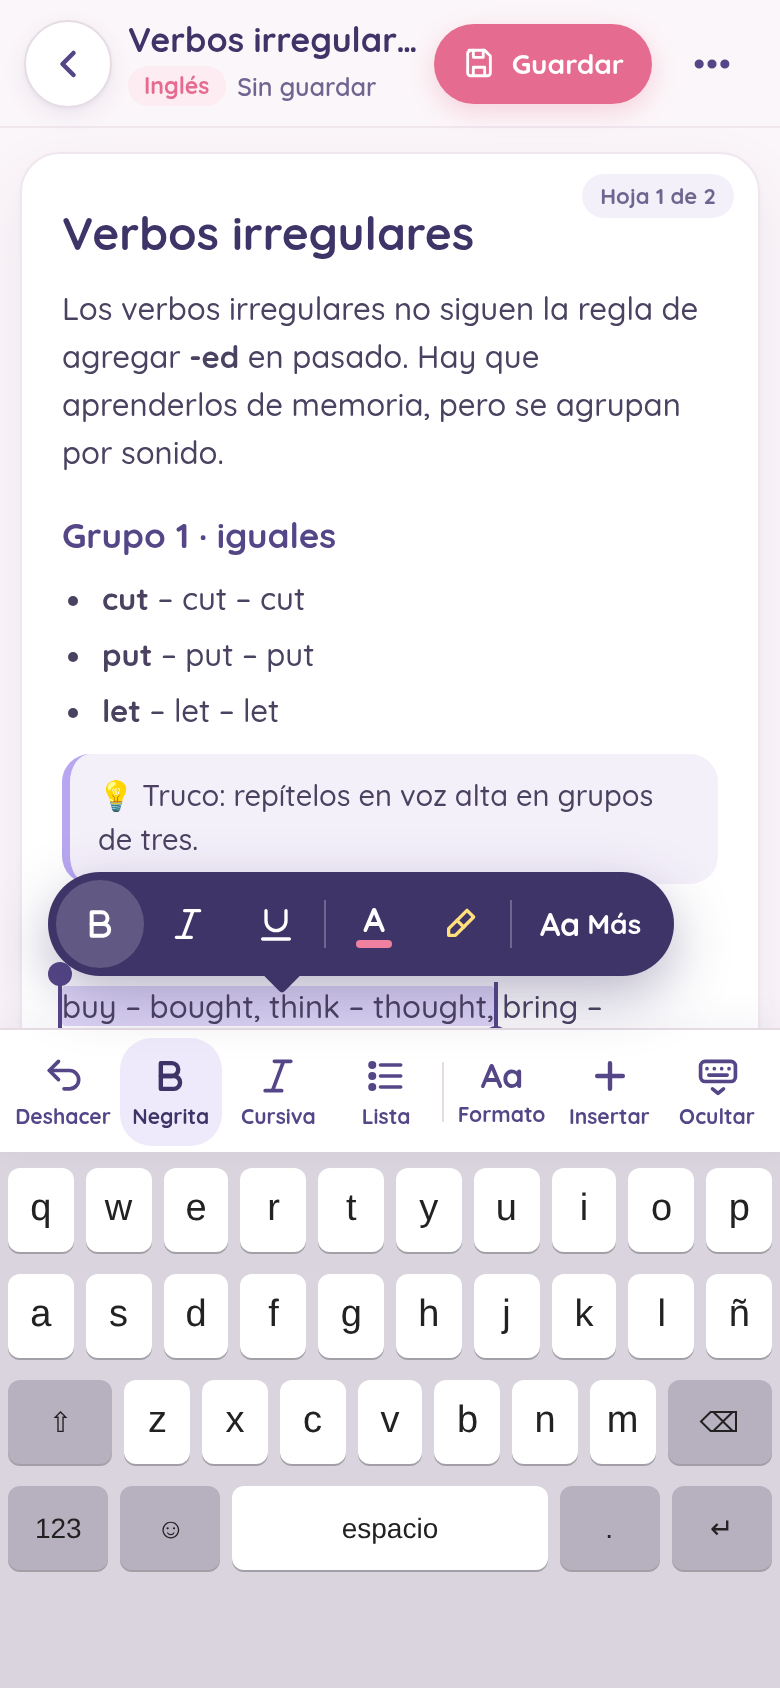 Verbos irregular...
Inglés Sin guardar
Guardar
Hoja 1 de 2
Verbos irregulares
Los verbos irregulares no siguen la regla de
agregar -ed en pasado. Hay que
aprenderlos de memoria, pero se agrupan
por sonido.
Grupo 1 · iguales
• cut – cut – cut
• put – put – put
• let – let – let
💡 Truco: repítelos en voz alta en grupos
de tres.
B I U A Aa Más
buy – bought, think – thought, bring –
Deshacer
B Negrita
I Cursiva
Lista
Aa Formato
Insertar
Ocultar
q w e r t y u i o p
a s d f g h j k l ñ
⇧ z x c v b n m ⌫
123 ☺ espacio . ↵